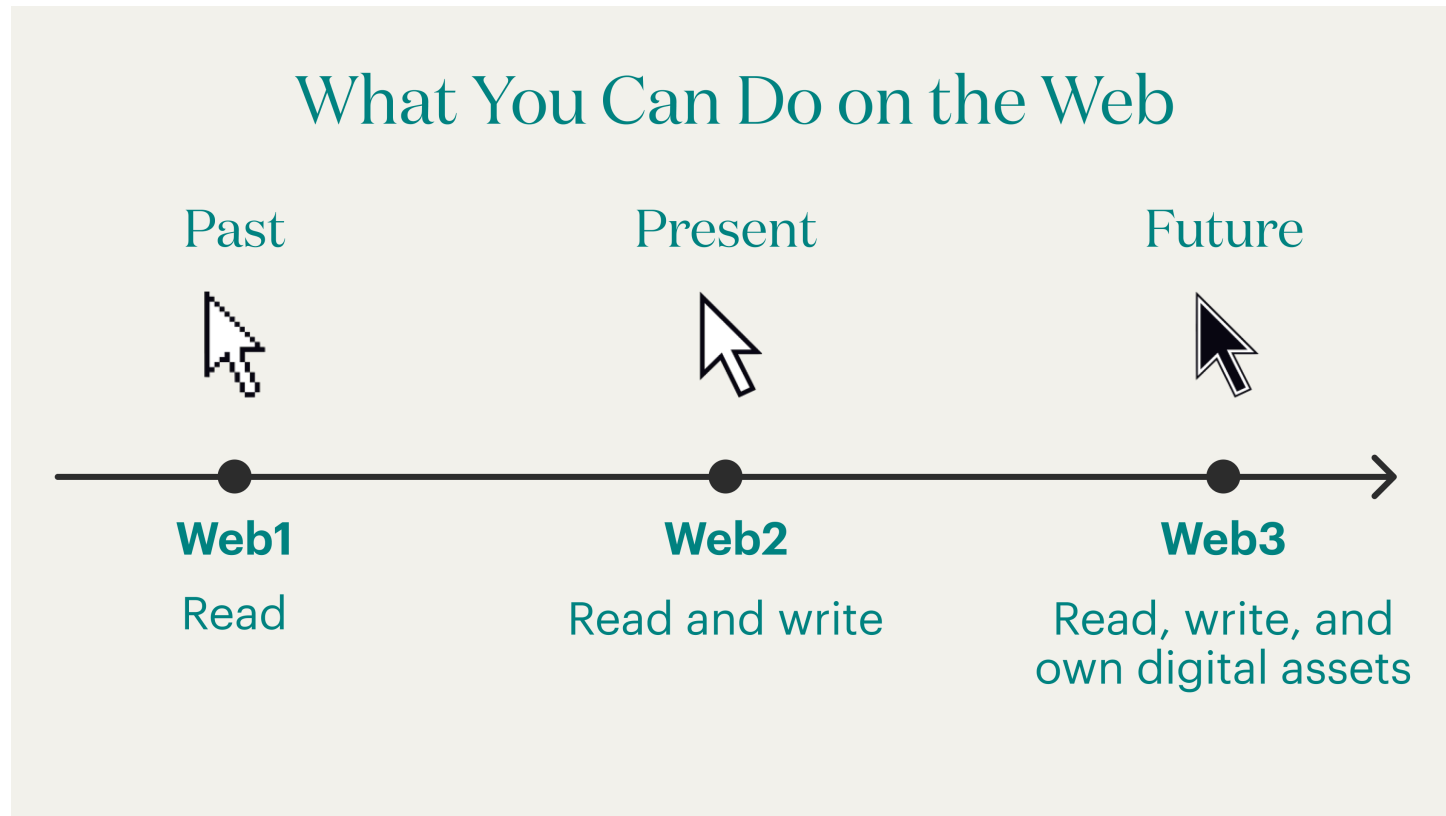 What You Can Do on the Web
Past
Present
Future
Web1
Web2
Web3
Read
Read and write
Read, write, and
own digital assets